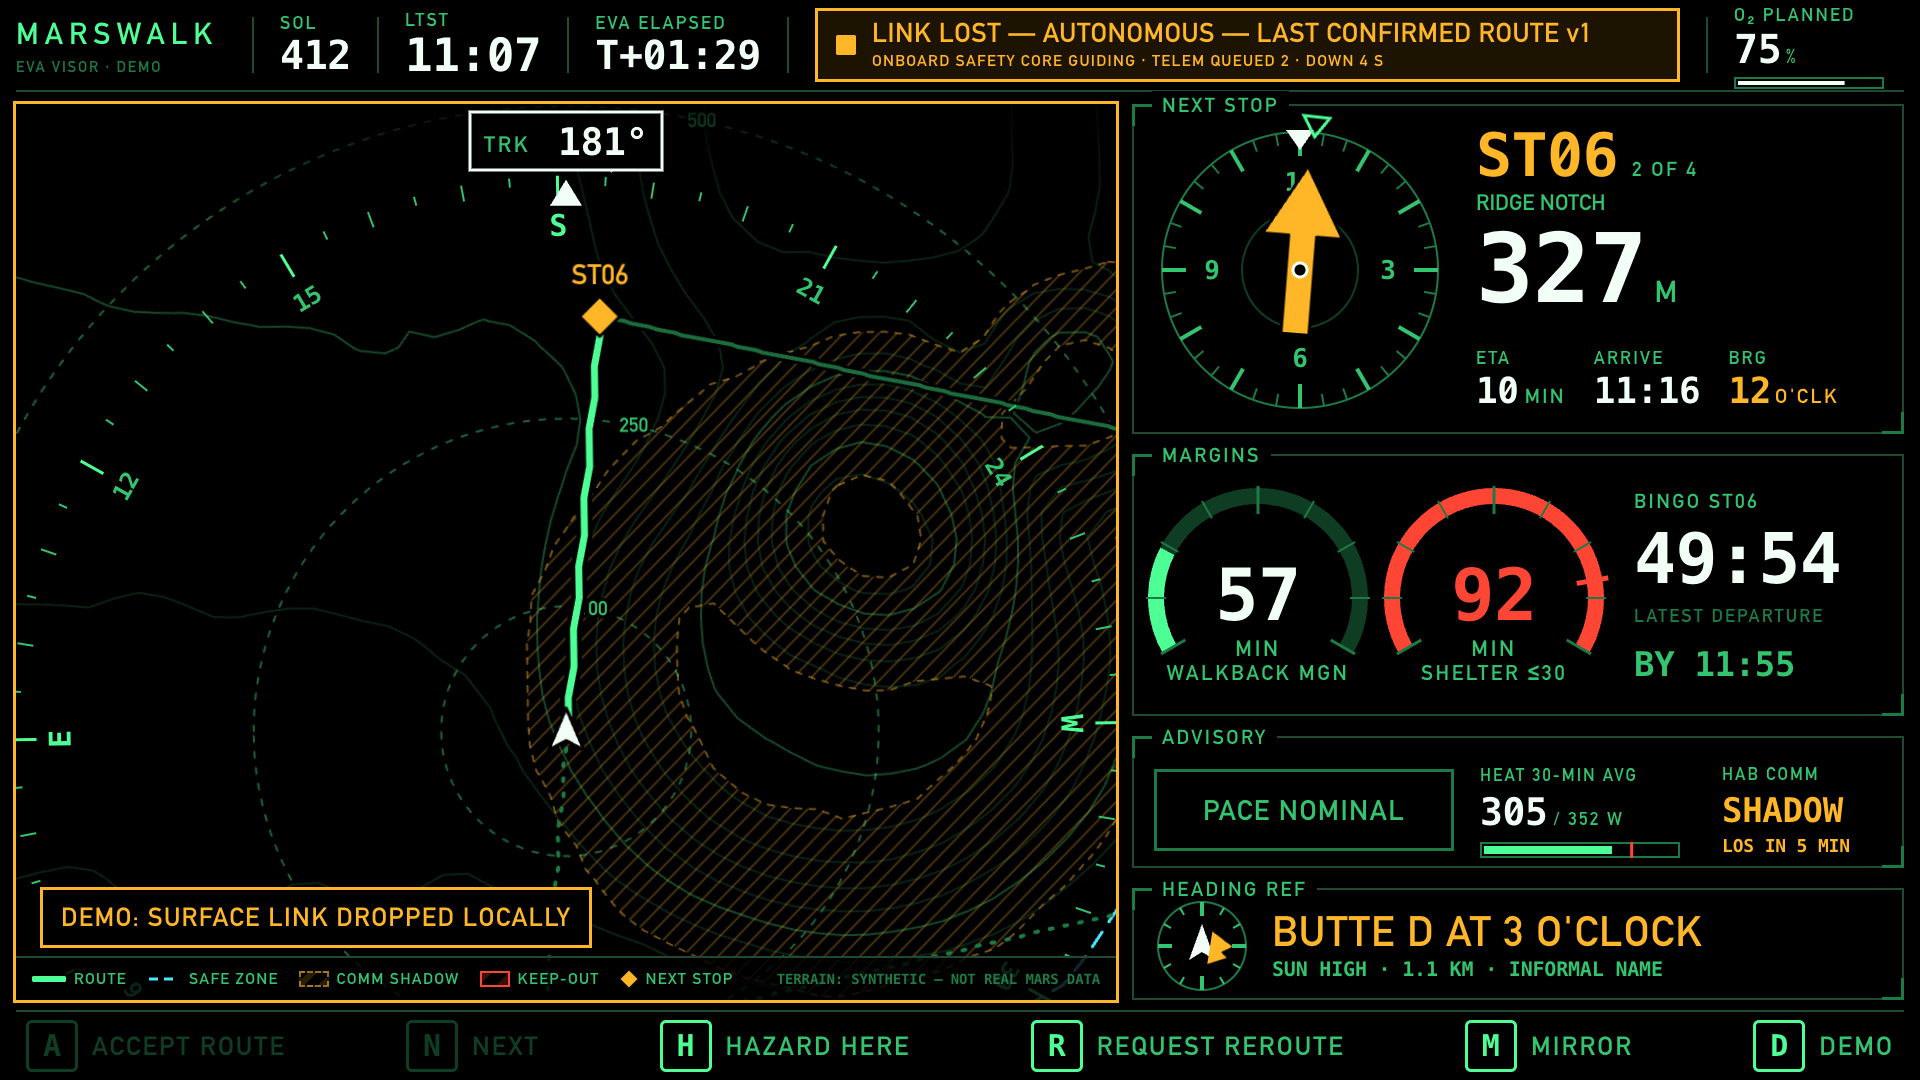 MARSWALK
EVA VISOR · DEMO
SOL
412
LTST
11:07
EVA ELAPSED
T+01:29
LINK LOST — AUTONOMOUS — LAST CONFIRMED ROUTE v1
ONBOARD SAFETY CORE GUIDING · TELEM QUEUED 2 · DOWN 4 S
O₂ PLANNED
75 %
TRK 181°
500
S
15
21
ST06
250
12
24
00
E
W
DEMO: SURFACE LINK DROPPED LOCALLY
ROUTE
SAFE ZONE
COMM SHADOW
KEEP-OUT
NEXT STOP
TERRAIN: SYNTHETIC — NOT REAL MARS DATA
NEXT STOP
9
3
6
ST06 2 OF 4
RIDGE NOTCH
327 M
ETA
10 MIN
ARRIVE
11:16
BRG
12 O'CLK
MARGINS
57
MIN
WALKBACK MGN
92
MIN
SHELTER ≤30
BINGO ST06
49:54
LATEST DEPARTURE
BY 11:55
ADVISORY
PACE NOMINAL
HEAT 30-MIN AVG
305 / 352 W
HAB COMM
SHADOW
LOS IN 5 MIN
HEADING REF
BUTTE D AT 3 O'CLOCK
SUN HIGH · 1.1 KM · INFORMAL NAME
A ACCEPT ROUTE
N NEXT
H HAZARD HERE
R REQUEST REROUTE
M MIRROR
D DEMO